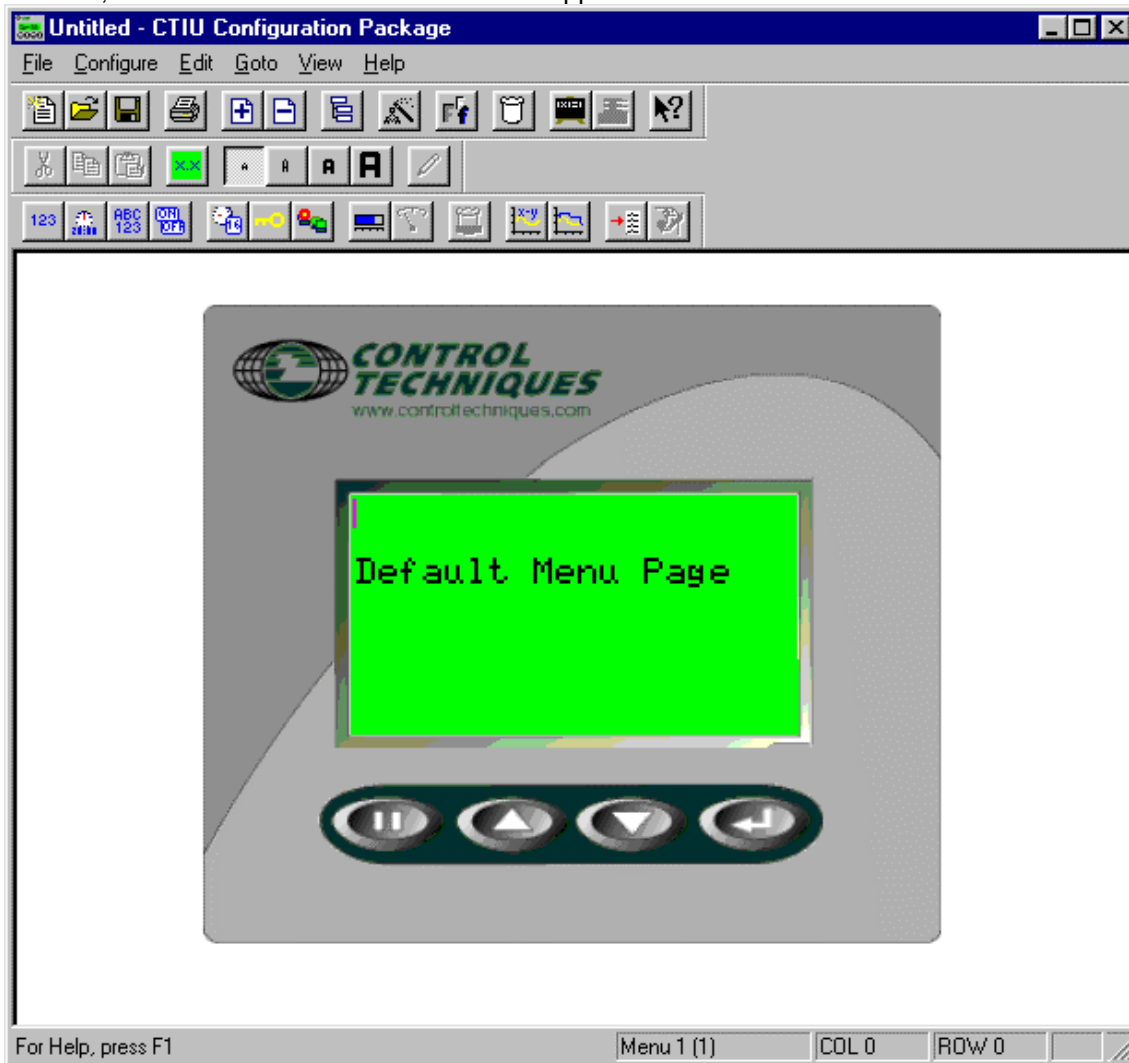 Untitled - CTIU Configuration Package
File Configure Edit Goto View Help
x.x A A A A
123 ABC 123 ON OFF 16 x-y
CONTROL
TECHNIQUES
www.controltechniques.com
Default Menu Page
For Help, press F1 Menu 1 (1) COL 0 ROW 0